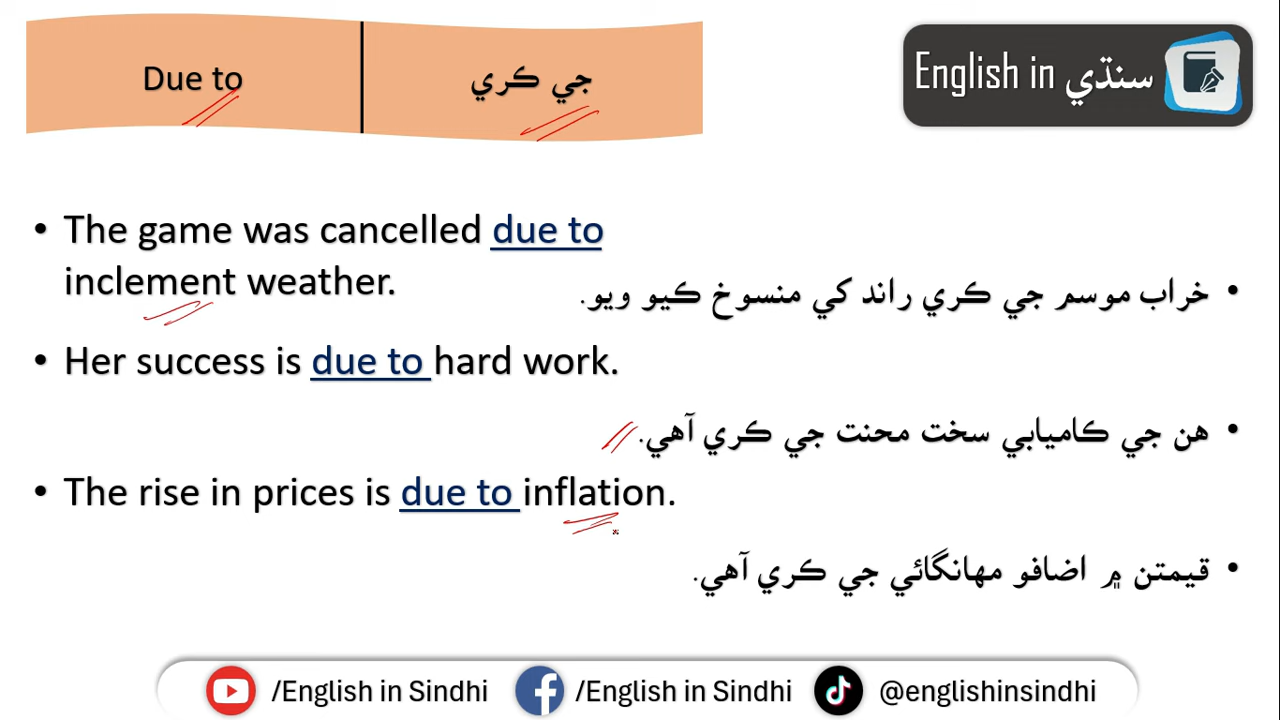 Due to
جي ڪري
English in سنڌي
The game was cancelled due to
inclement weather.
خراب موسم جي ڪري راند کي منسوخ ڪيو ويو.
Her success is due to hard work.
هن جي ڪاميابي سخت محنت جي ڪري آهي.
The rise in prices is due to inflation.
قيمتن ۾ اضافو مهانگائي جي ڪري آهي.
/English in Sindhi
/English in Sindhi
@englishinsindhi